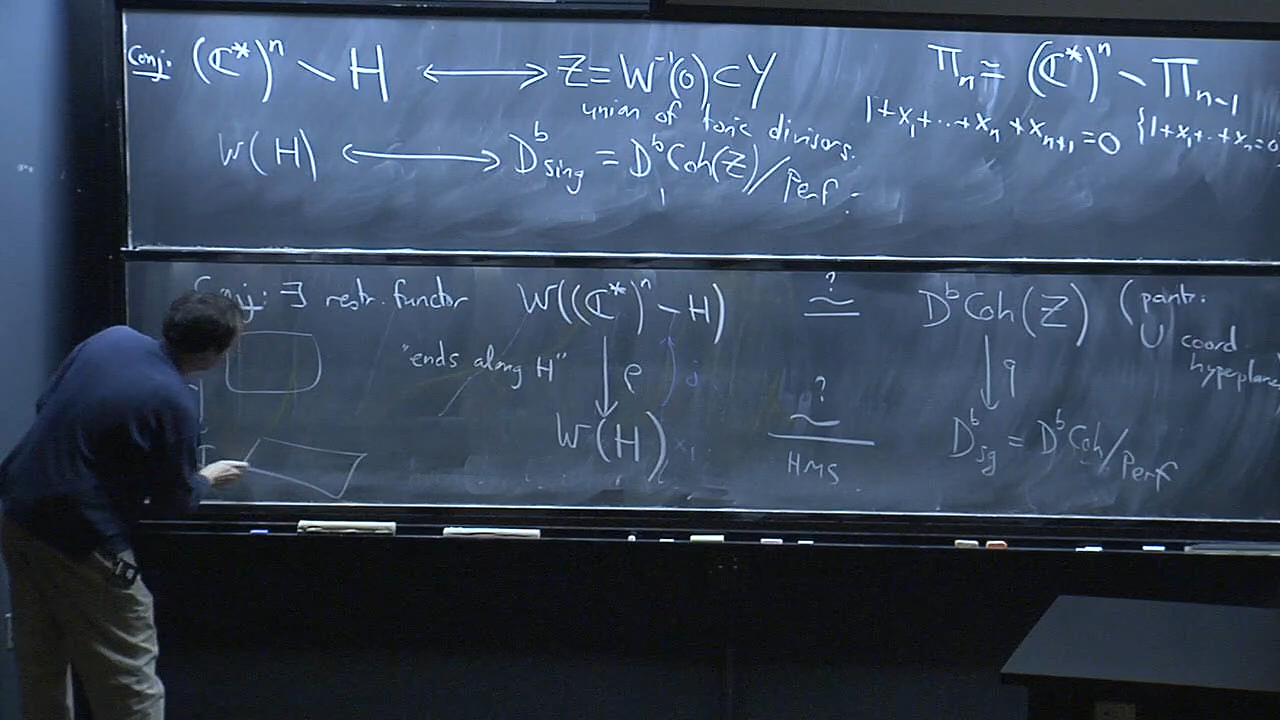 Conj: (ℂ*)ⁿ \ H ⟷ Z = W⁻¹(0) ⊂ Y
union of toric divisors.
W(H) ⟷ Dᵇsing = DᵇCoh(Z)/Perf.
Πₙ ≃ (ℂ*)ⁿ \ Πₙ₋₁
1+x₁+...+xₙ+xₙ₊₁=0 {1+x₁+..+xₙ=0
Conj: ∃ restr. functor W((ℂ*)ⁿ \ H) ≃? DᵇCoh(Z) (pants:
∪ coord
hyperplanes
"ends along H" ↓ρ ↓q
W(H) ≃? Dᵇsg = DᵇCoh/Perf
HMS